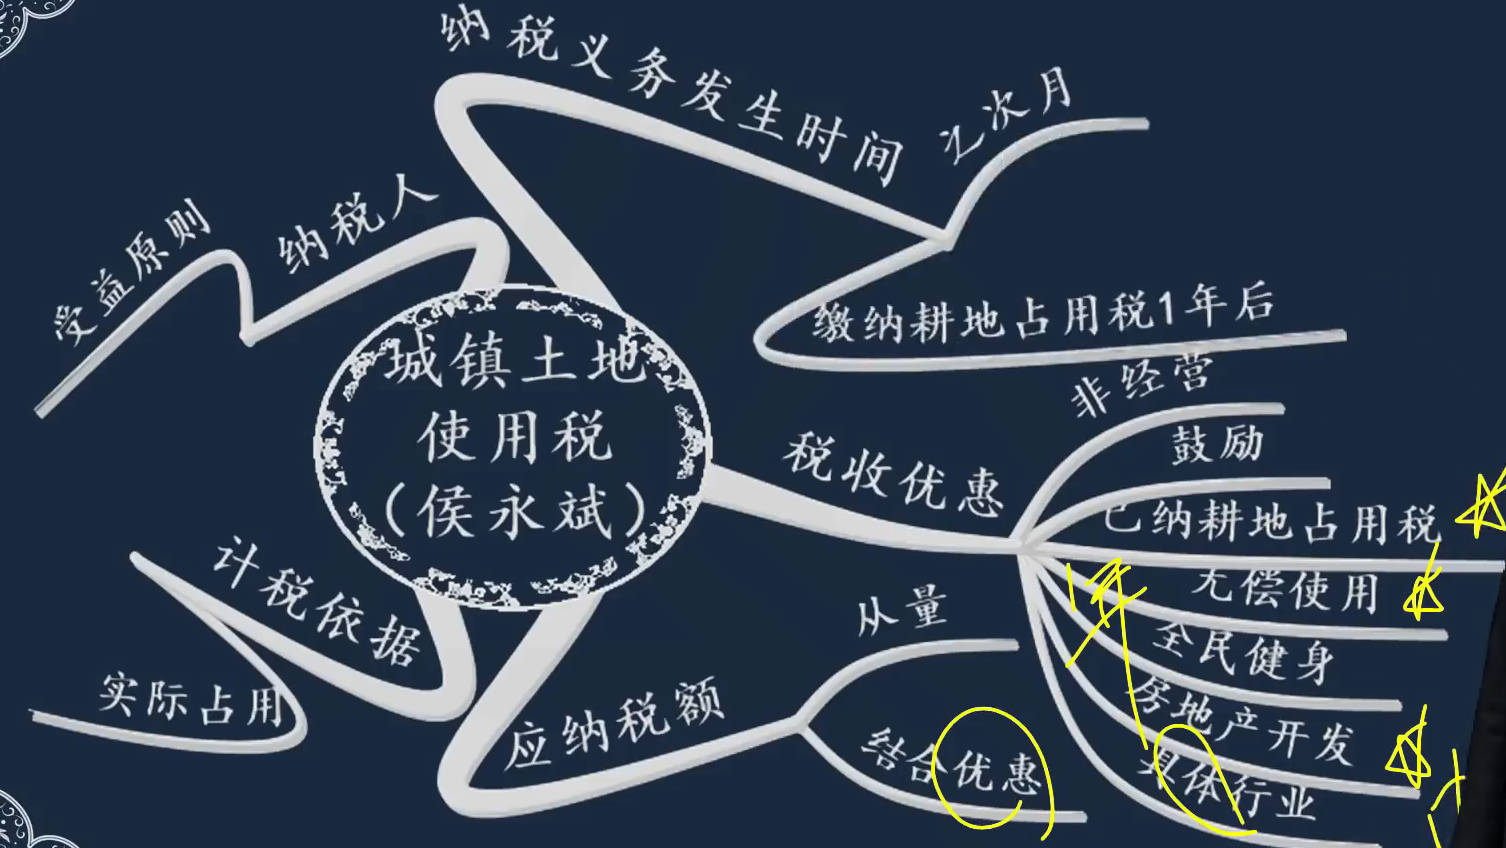 纳税义务发生时间
之次月
缴纳耕地占用税1年后
纳税人
受益原则
城镇土地
使用税
（侯永斌）
税收优惠
非经营
鼓励
已纳耕地占用税
无偿使用
全民健身
房地产开发
具体行业
计税依据
实际占用
应纳税额
从量
结合优惠